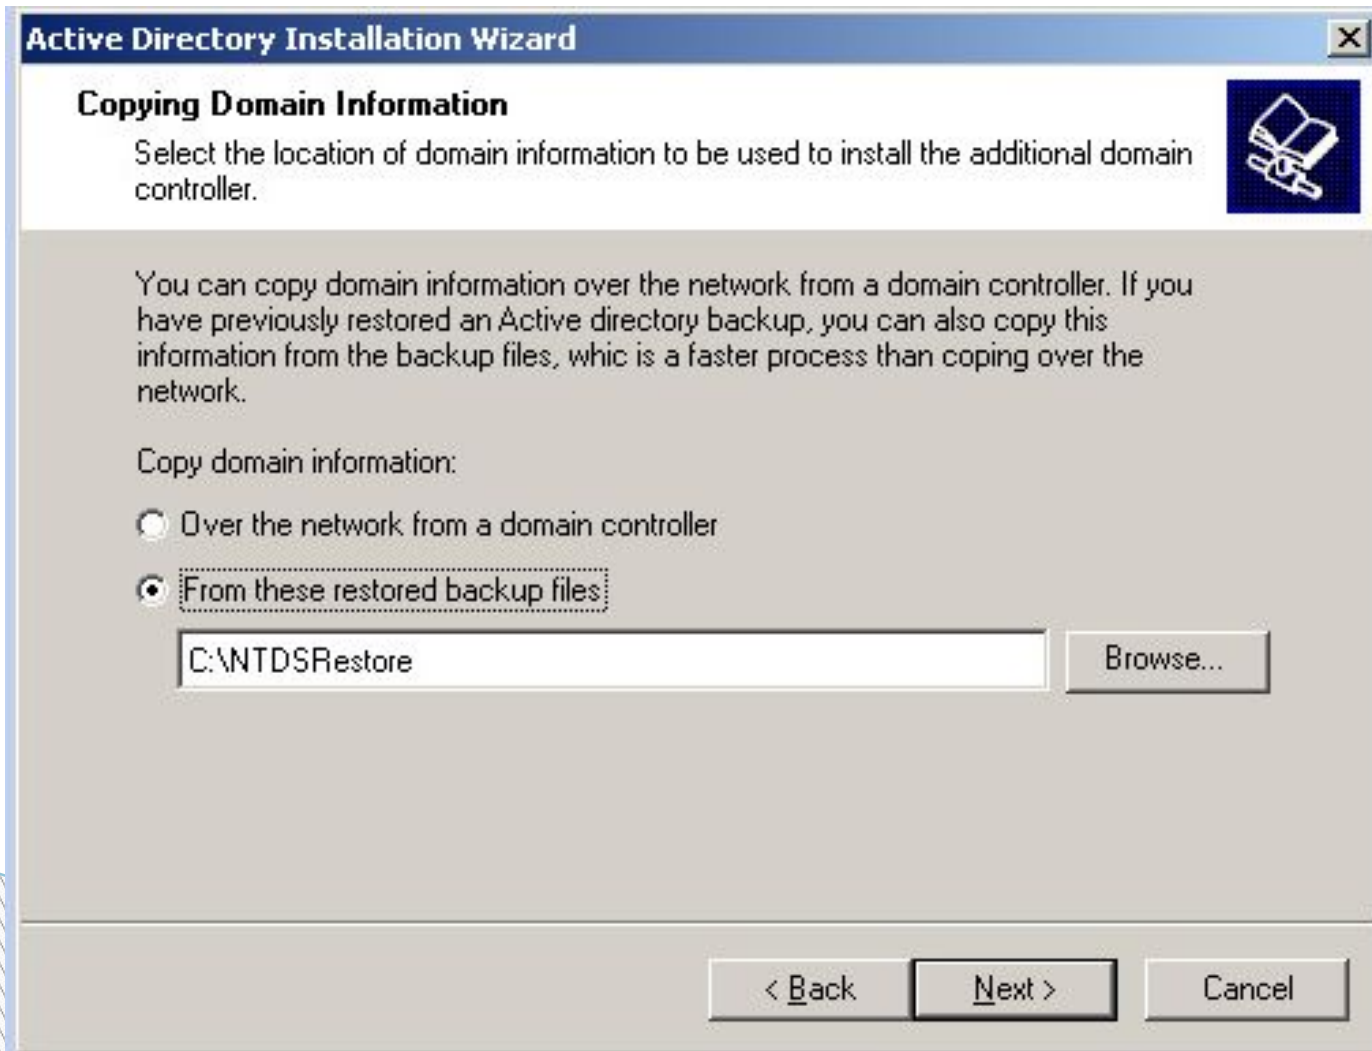 Active Directory Installation Wizard
Copying Domain Information
Select the location of domain information to be used to install the additional domain
controller.
You can copy domain information over the network from a domain controller. If you
have previously restored an Active directory backup, you can also copy this
information from the backup files, whic is a faster process than coping over the
network.
Copy domain information:
Over the network from a domain controller
From these restored backup files
C:\NTDSRestore
Browse...
< Back
Next >
Cancel